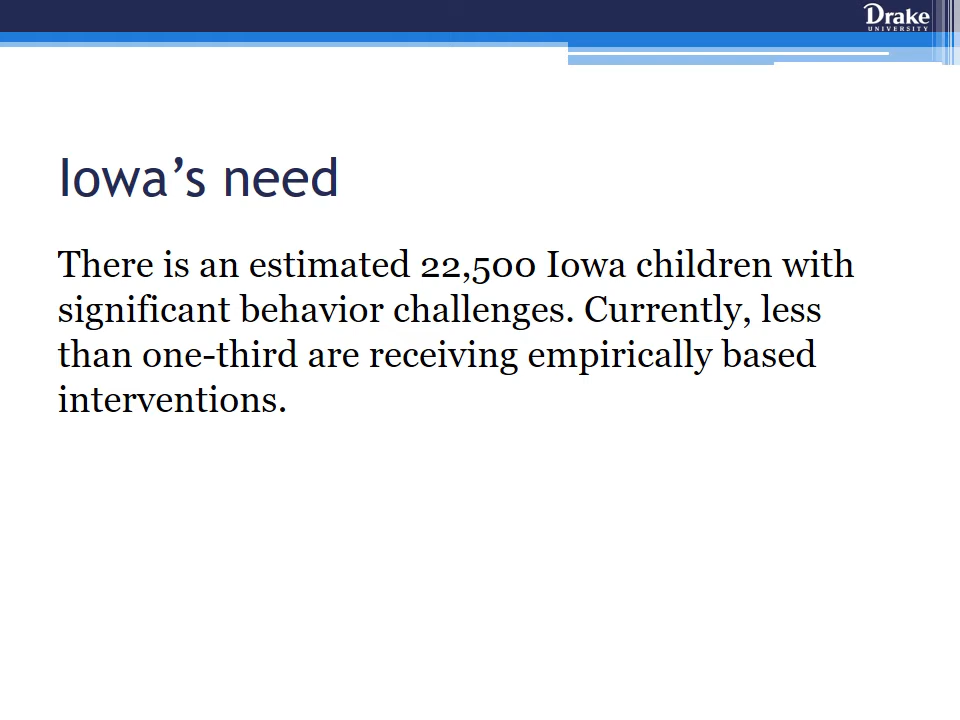 Drake
UNIVERSITY
Iowa’s need
There is an estimated 22,500 Iowa children with
significant behavior challenges. Currently, less
than one-third are receiving empirically based
interventions.